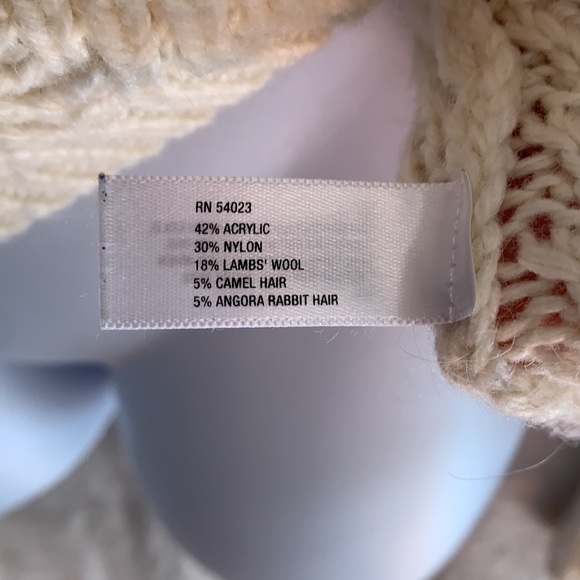 RN 54023
42% ACRYLIC
30% NYLON
18% LAMBS' WOOL
5% CAMEL HAIR
5% ANGORA RABBIT HAIR